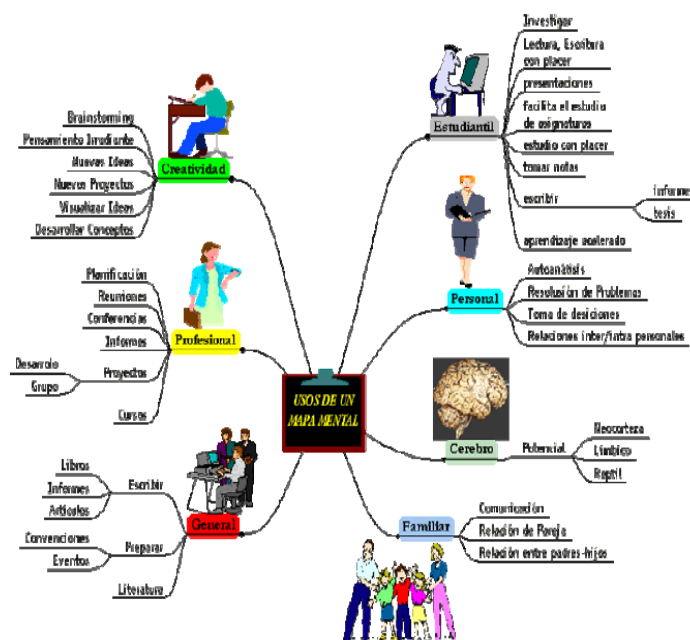 USOS DE UN
MAPA MENTAL
Creatividad
Brainstorming
Pensamiento Irradiante
Nuevas Ideas
Nuevos Proyectos
Visualizar Ideas
Desarrollar Conceptos
Profesional
Planificación
Reuniones
Conferencias
Informes
Proyectos
Desarrolo
Grupo
Cursos
General
Escribir
Libros
Informes
Artículos
Preparar
Convenciones
Eventos
Literatura
Estudiantil
Investigar
Lectura, Escritura
con placer
presentaciones
facilita el estudio
de asignaturas
estudio con placer
tomar notas
escribir
informe
tesis
aprendizaje acelerado
Personal
Autoanálisis
Resolución de Problemas
Toma de desiciones
Relaciones inter/intra personales
Cerebro
Potencial
Neocorteza
Límbico
Reptil
Familiar
Comunicación
Relación de Pareja
Relación entre padres-hijos